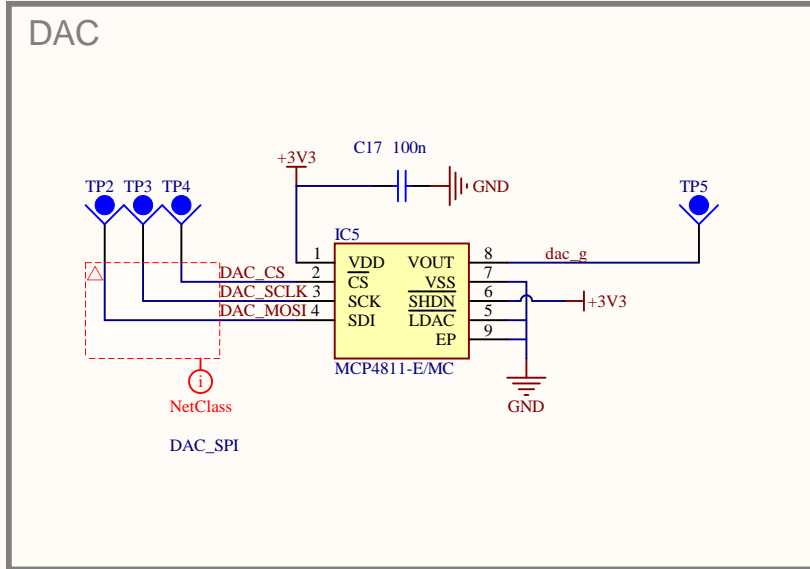 DAC
C17 100n
+3V3
GND
TP2 TP3 TP4
TP5
IC5
1 VDD VOUT 8 dac_g
DAC_CS 2 CS VSS 7
DAC_SCLK 3 SCK SHDN 6 +3V3
DAC_MOSI 4 SDI LDAC 5
EP 9
MCP4811-E/MC
i
NetClass
GND
DAC_SPI